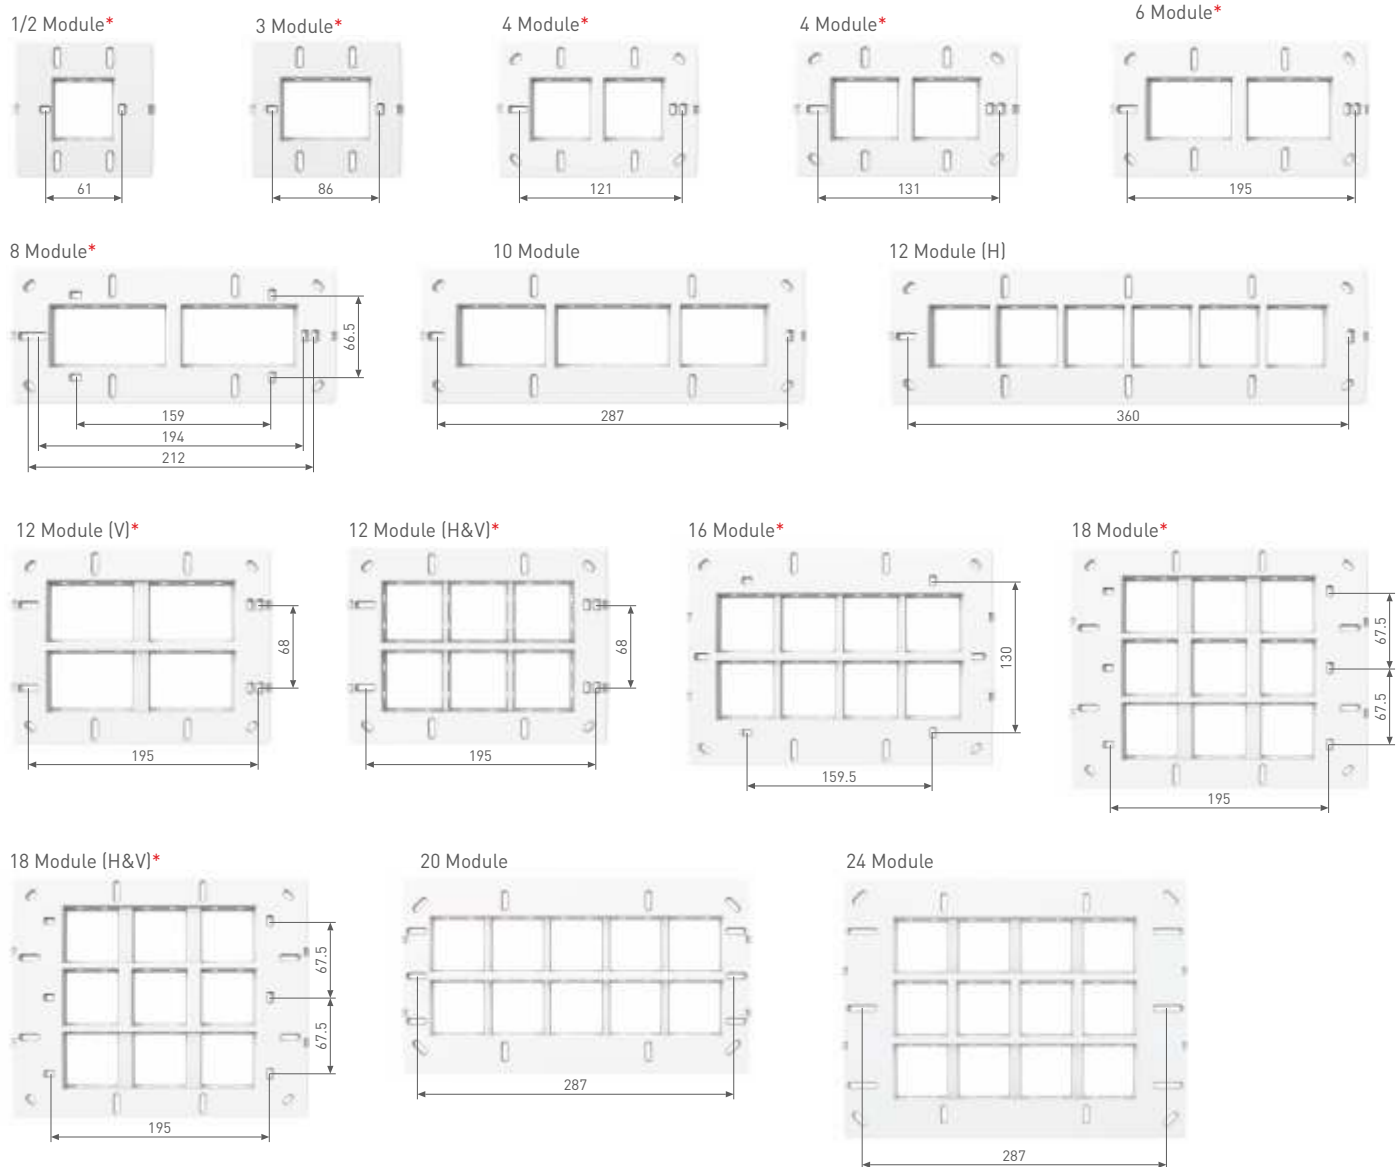 1/2 Module*
3 Module*
4 Module*
4 Module*
6 Module*
61
86
121
131
195
8 Module*
10 Module
12 Module (H)
66.5
159
194
212
287
360
12 Module (V)*
12 Module (H&V)*
16 Module*
18 Module*
68
195
68
195
130
159.5
67.5
67.5
195
18 Module (H&V)*
20 Module
24 Module
67.5
67.5
195
287
287